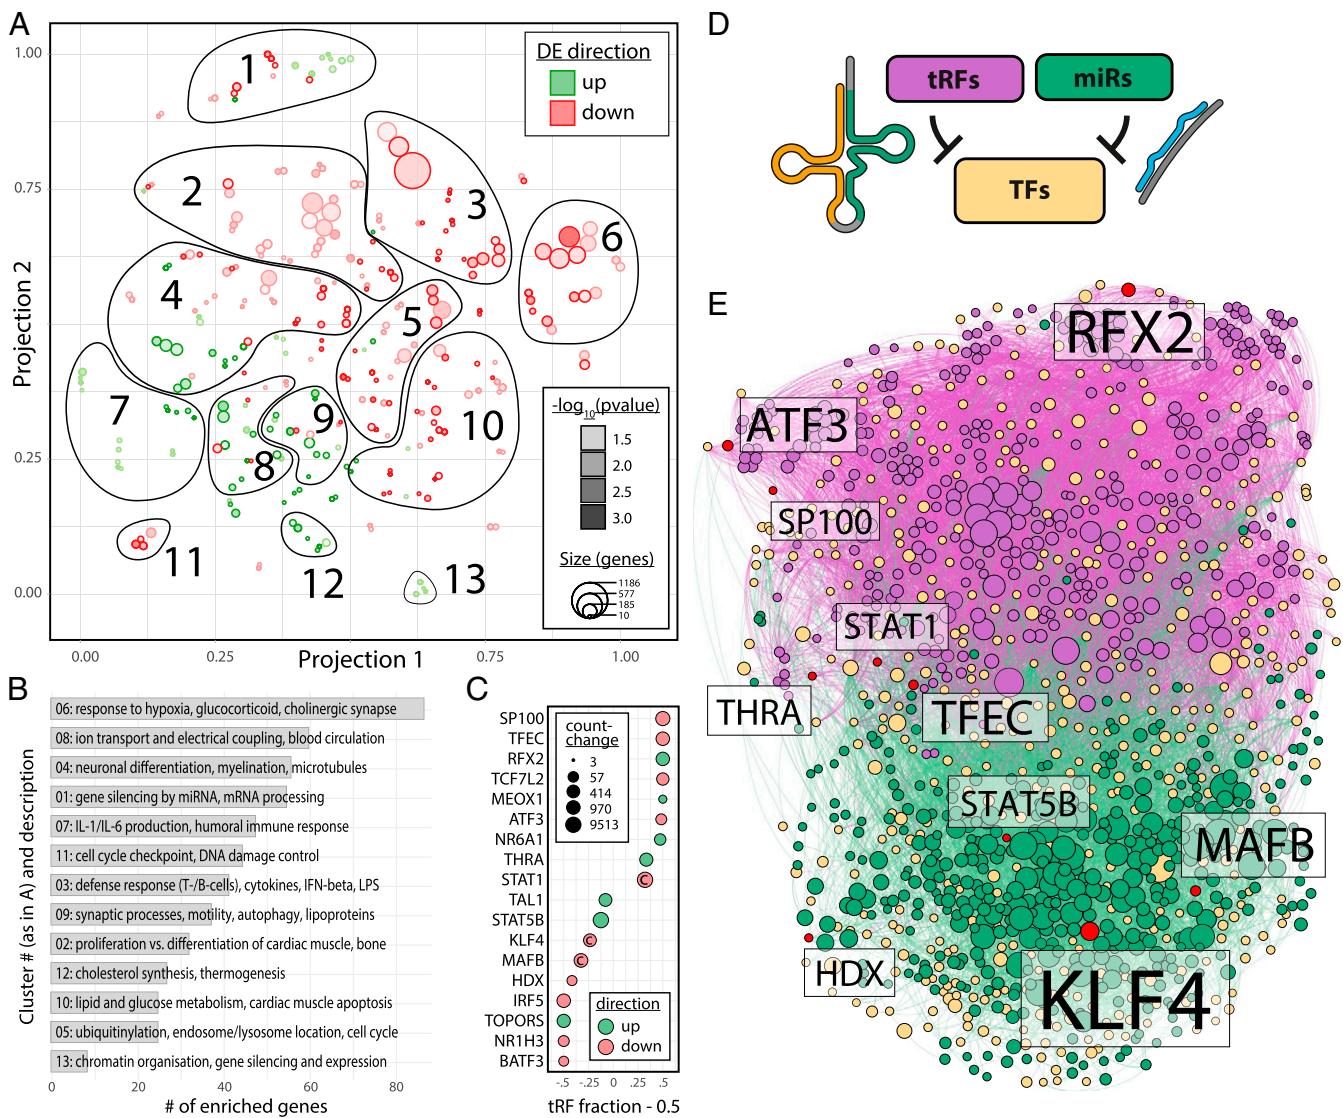 A
1.00
0.75
0.25
0.00
Projection 2
0.00
0.25
Projection 1
0.75
1.00
1
2
3
4
5
6
7
8
9
10
11
12
13
DE direction
up
down
-log10(pvalue)
1.5
2.0
2.5
3.0
Size (genes)
1186
577
185
10
B
Cluster # (as in A) and description
06: response to hypoxia, glucocorticoid, cholinergic synapse
08: ion transport and electrical coupling, blood circulation
04: neuronal differentiation, myelination, microtubules
01: gene silencing by miRNA, mRNA processing
07: IL-1/IL-6 production, humoral immune response
11: cell cycle checkpoint, DNA damage control
03: defense response (T-/B-cells), cytokines, IFN-beta, LPS
09: synaptic processes, motility, autophagy, lipoproteins
02: proliferation vs. differentiation of cardiac muscle, bone
12: cholesterol synthesis, thermogenesis
10: lipid and glucose metabolism, cardiac muscle apoptosis
05: ubiquitinylation, endosome/lysosome location, cell cycle
13: chromatin organisation, gene silencing and expression
0
20
40
60
80
# of enriched genes
C
SP100
TFEC
RFX2
TCF7L2
MEOX1
ATF3
NR6A1
THRA
STAT1
TAL1
STAT5B
KLF4
MAFB
HDX
IRF5
TOPORS
NR1H3
BATF3
C
C
C
count-
change
3
57
414
970
9513
direction
up
down
-.5
-.25
0
.25
.5
tRF fraction - 0.5
D
tRFs
miRs
TFs
E
RFX2
ATF3
SP100
STAT1
THRA
TFEC
STAT5B
MAFB
HDX
KLF4